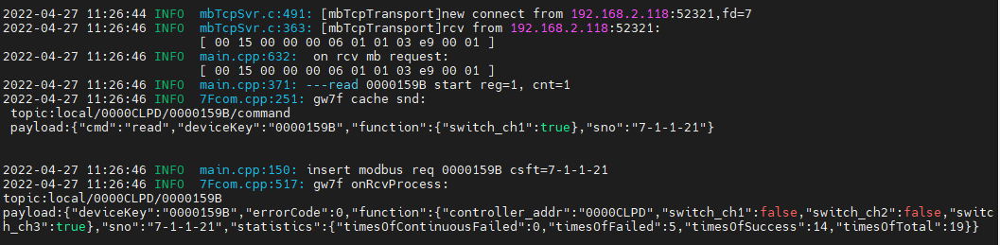 2022-04-27 11:26:44 INFO  mbTcpSvr.c:491: [mbTcpTransport]new connect from 192.168.2.118:52321,fd=7
2022-04-27 11:26:46 INFO  mbTcpSvr.c:363: [mbTcpTransport]rcv from 192.168.2.118:52321:
[ 00 15 00 00 00 06 01 01 03 e9 00 01 ]
2022-04-27 11:26:46 INFO  main.cpp:632:  on rcv mb request:
[ 00 15 00 00 00 06 01 01 03 e9 00 01 ]
2022-04-27 11:26:46 INFO  main.cpp:371: ---read 0000159B start reg=1, cnt=1
2022-04-27 11:26:46 INFO  7Fcom.cpp:251: gw7f cache snd:
topic:local/0000CLPD/0000159B/command
payload:{"cmd":"read","deviceKey":"0000159B","function":{"switch_ch1":true},"sno":"7-1-1-21"}
2022-04-27 11:26:46 INFO  main.cpp:150: insert modbus req 0000159B csft=7-1-1-21
2022-04-27 11:26:46 INFO  7Fcom.cpp:517: gw7f onRcvProcess:
topic:local/0000CLPD/0000159B
payload:{"deviceKey":"0000159B","errorCode":0,"function":{"controller_addr":"0000CLPD","switch_ch1":false,"switch_ch2":false,"switc
h_ch3":true},"sno":"7-1-1-21","statistics":{"timesOfContinuousFailed":0,"timesOfFailed":5,"timesOfSuccess":14,"timesOfTotal":19}}